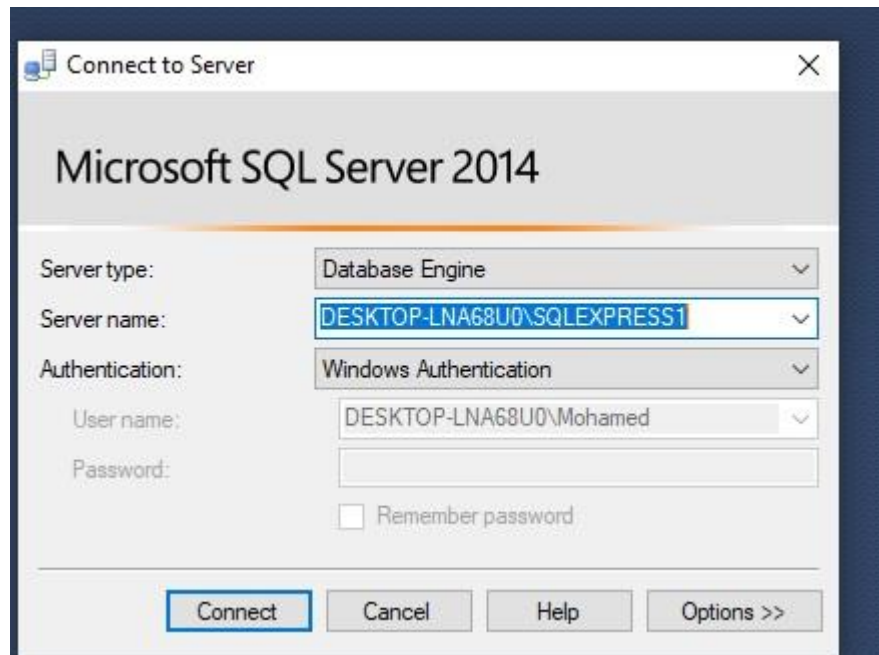 Connect to Server
Microsoft SQL Server 2014
Server type: Database Engine
Server name: DESKTOP-LNA68U0\SQLEXPRESS1
Authentication: Windows Authentication
User name: DESKTOP-LNA68U0\Mohamed
Password:
Remember password
Connect Cancel Help Options >>